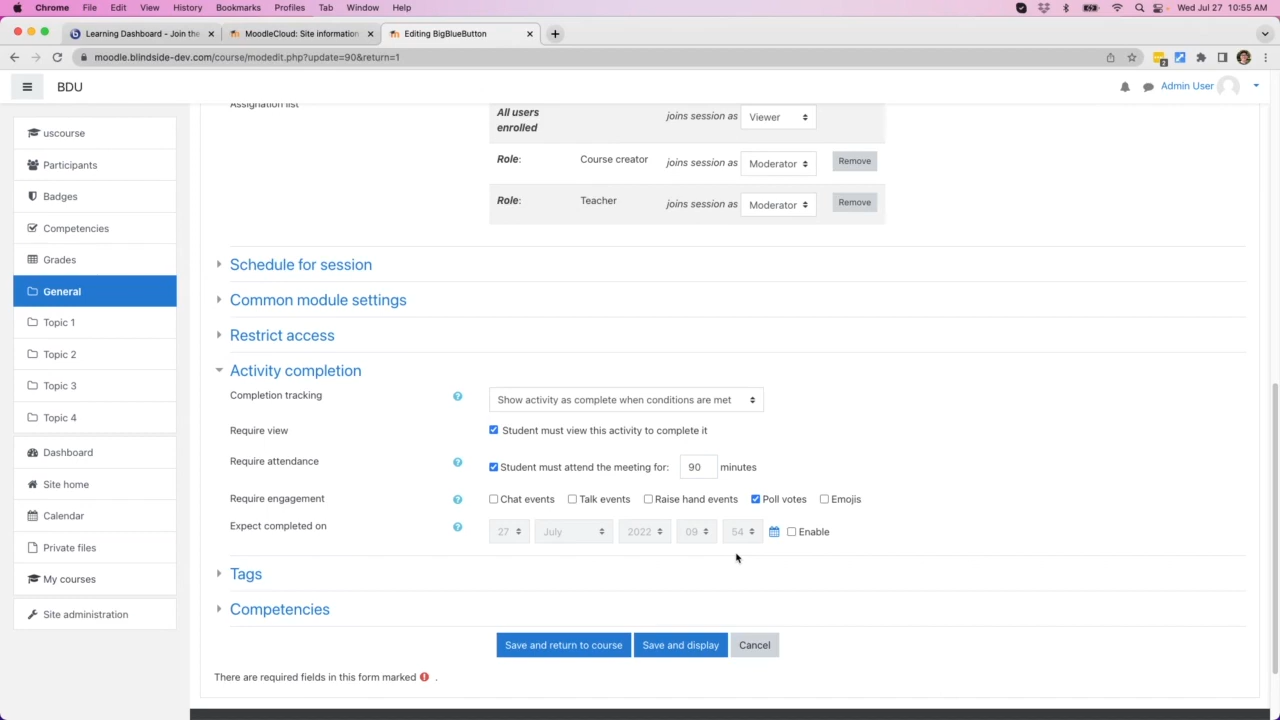 Chrome File Edit View History Bookmarks Profiles Tab Window Help Wed Jul 27 10:55 AM
Learning Dashboard - Join the MoodleCloud: Site information Editing BigBlueButton
moodle.blindside-dev.com/course/modedit.php?update=90&return=1
BDU Admin User
uscourse
Participants
Badges
Competencies
Grades
General
Topic 1
Topic 2
Topic 3
Topic 4
Dashboard
Site home
Calendar
Private files
My courses
Site administration
Assignation list
All users enrolled joins session as Viewer
Role: Course creator joins session as Moderator Remove
Role: Teacher joins session as Moderator Remove
Schedule for session
Common module settings
Restrict access
Activity completion
Completion tracking Show activity as complete when conditions are met
Require view Student must view this activity to complete it
Require attendance Student must attend the meeting for: 90 minutes
Require engagement Chat events Talk events Raise hand events Poll votes Emojis
Expect completed on 27 July 2022 09 54 Enable
Tags
Competencies
Save and return to course Save and display Cancel
There are required fields in this form marked .